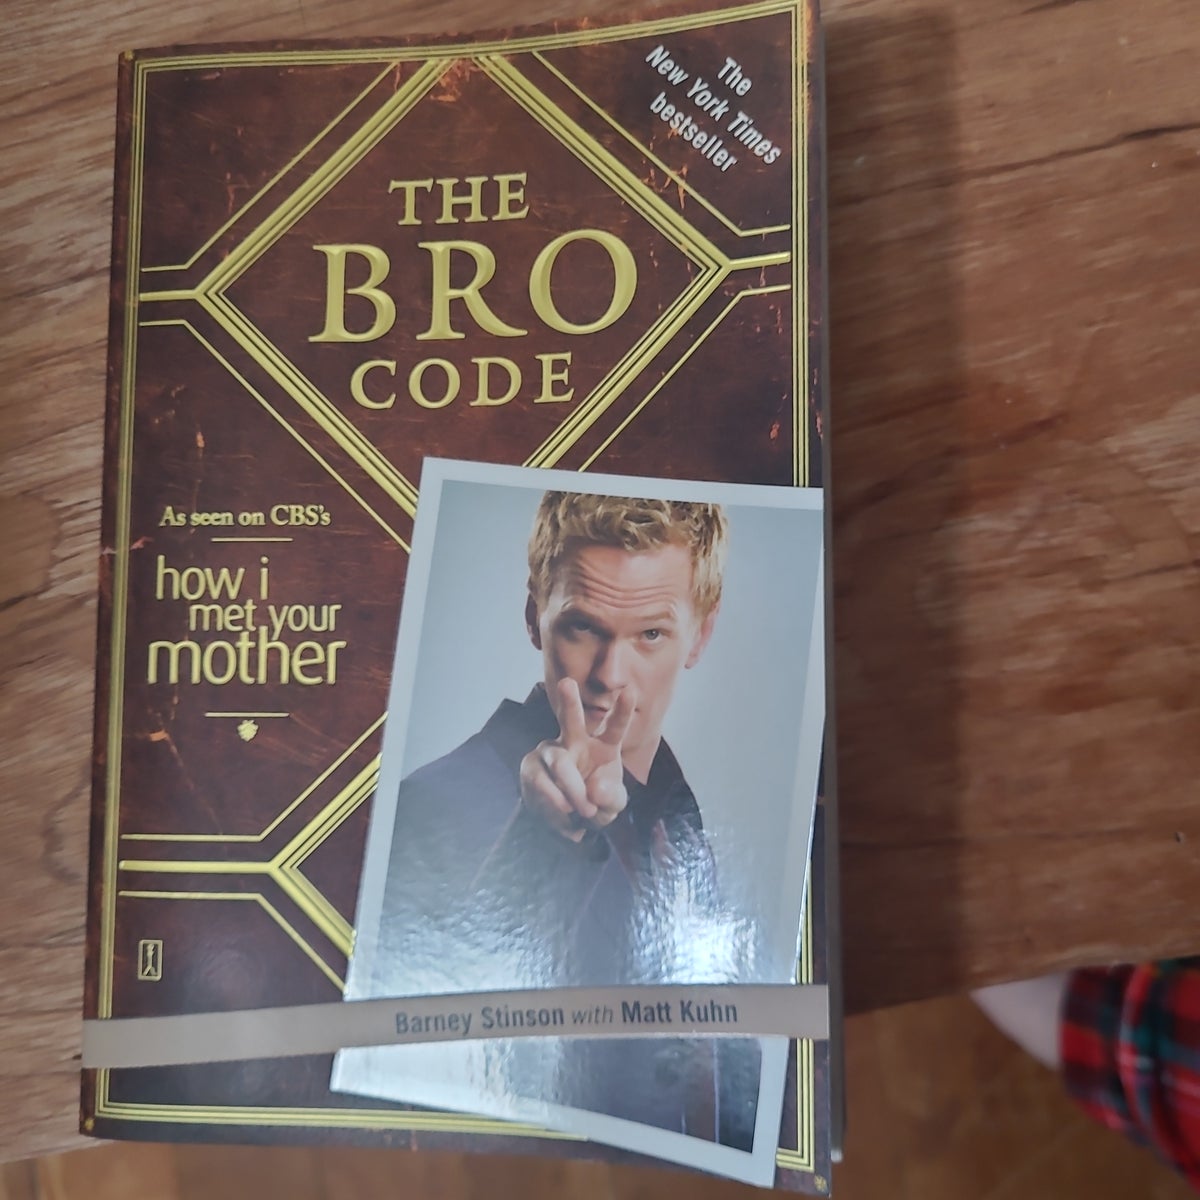 The
New York Times
bestseller
THE
BRO
CODE
As seen on CBS's
how i
met your
mother
Barney Stinson with Matt Kuhn